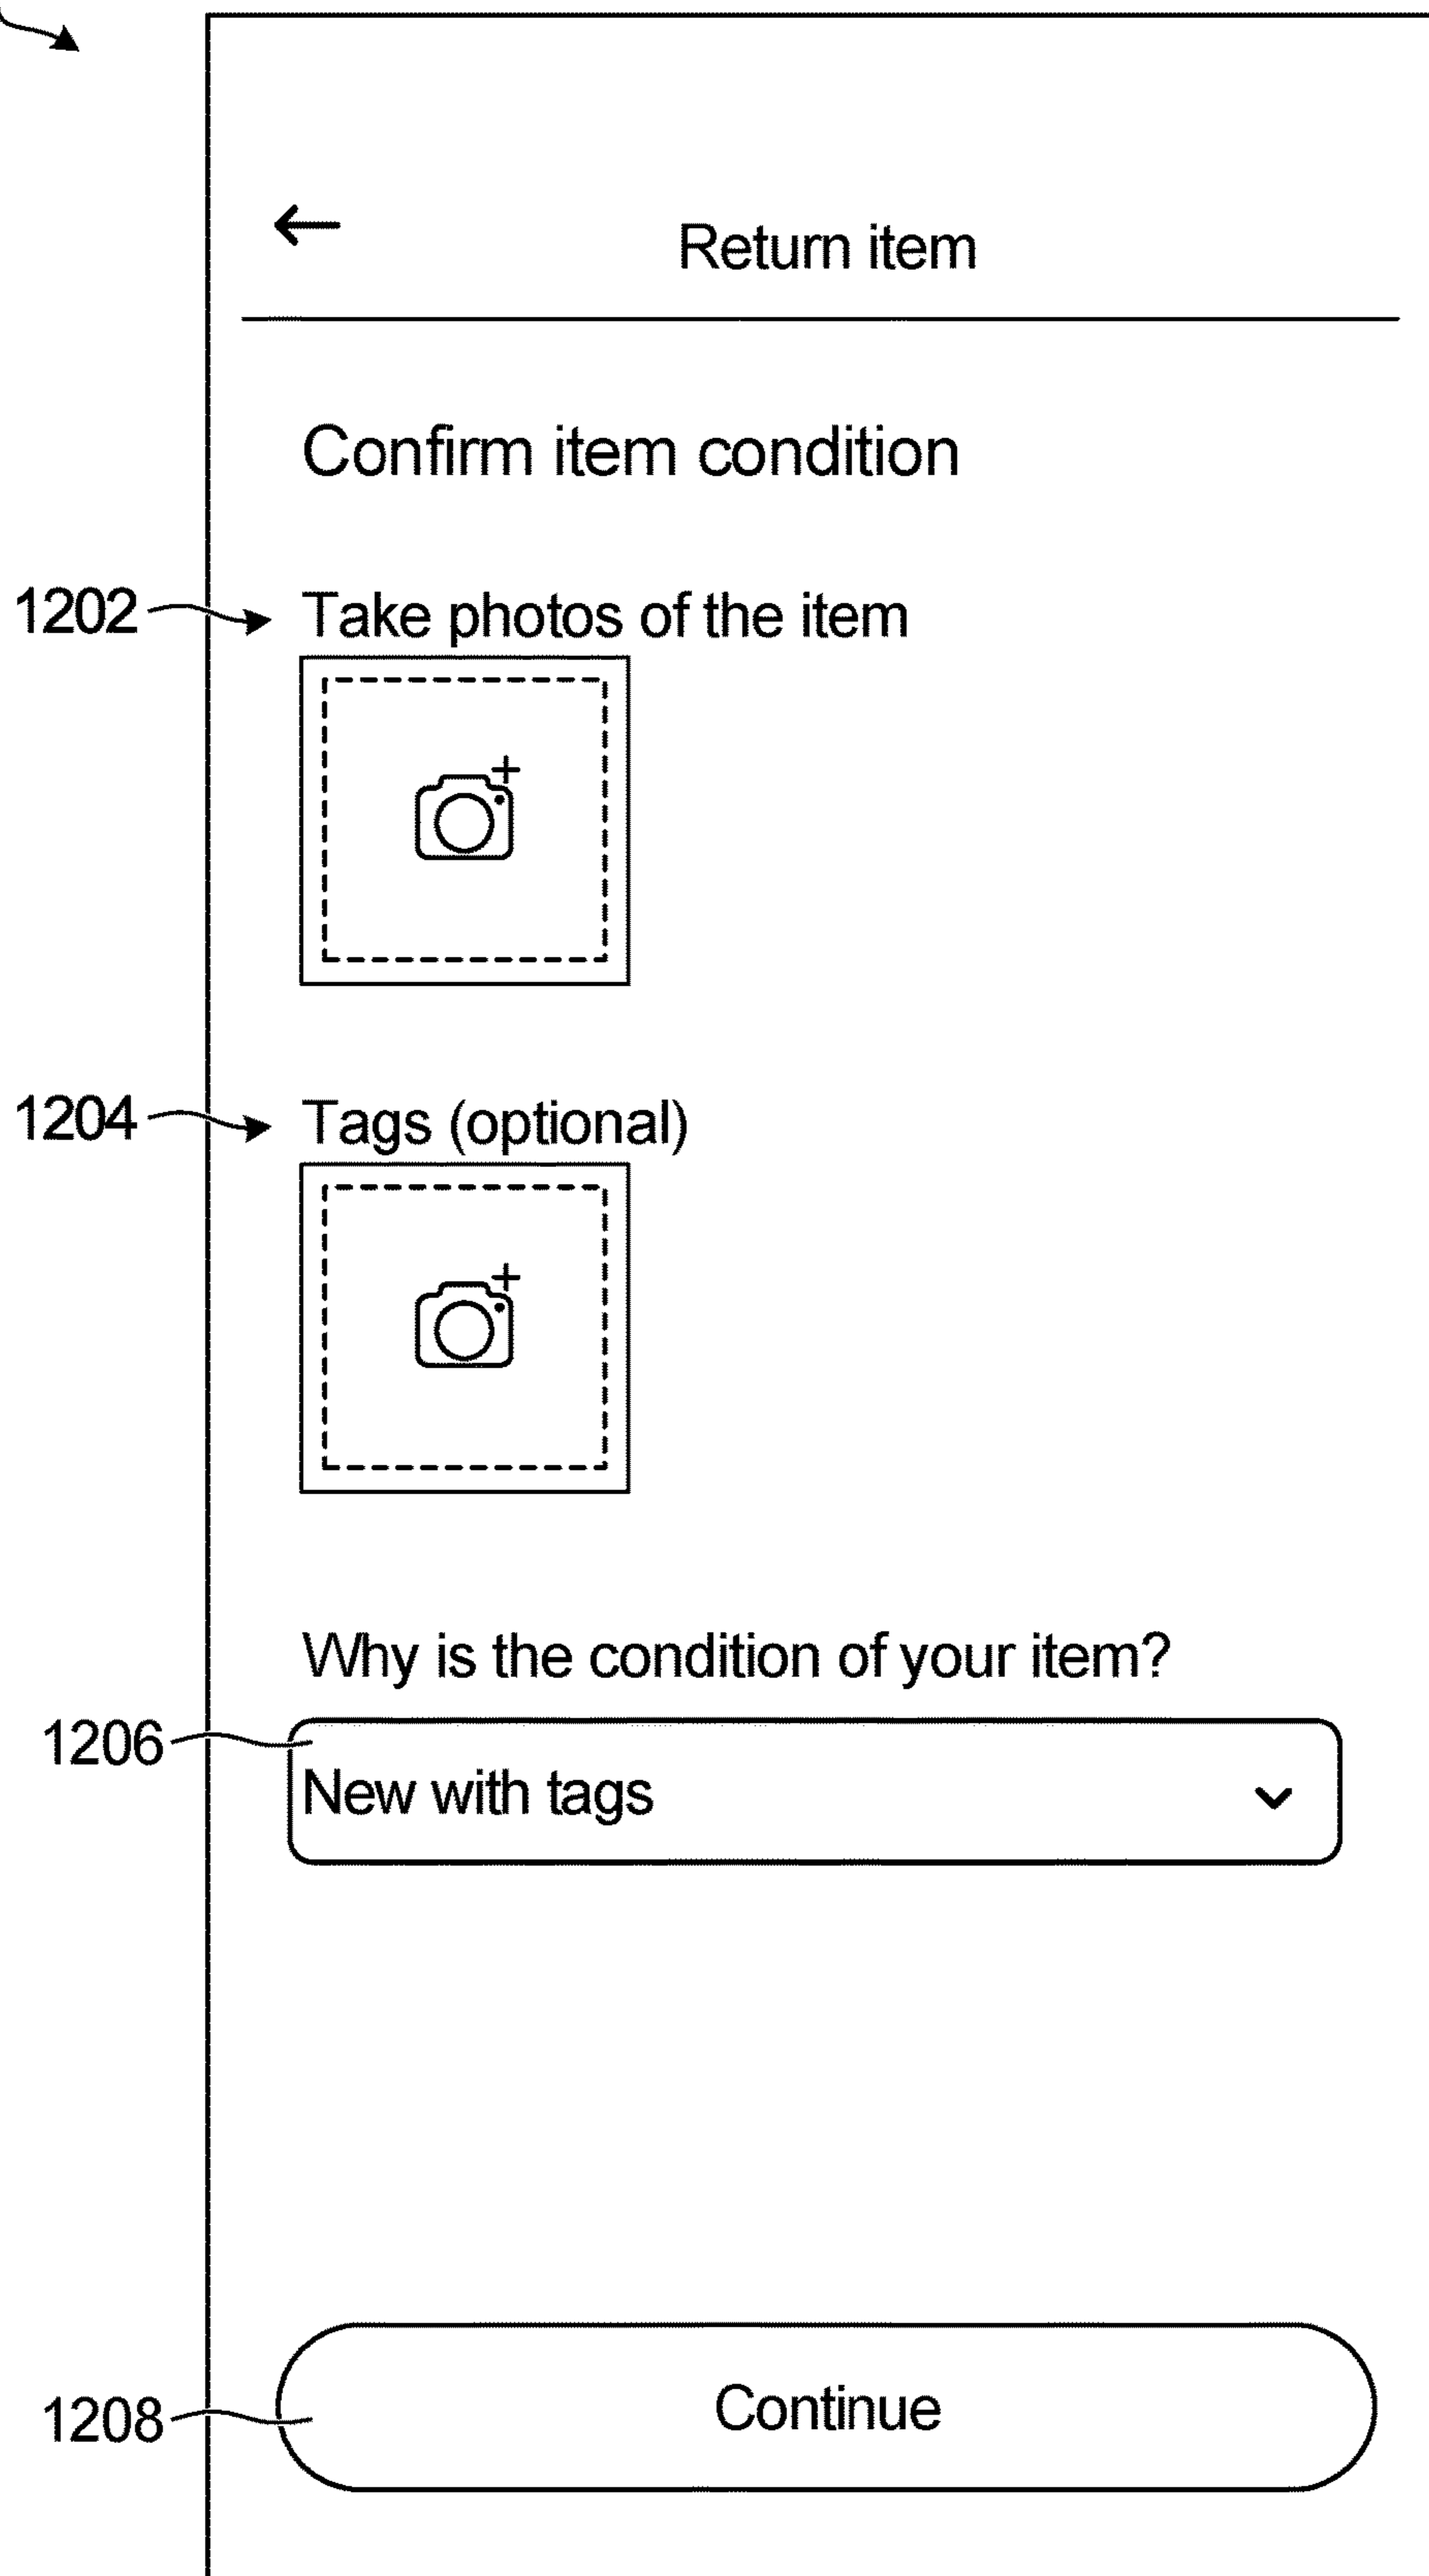 Return item
Confirm item condition
1202
Take photos of the item
1204
Tags (optional)
Why is the condition of your item?
1206
New with tags
1208
Continue